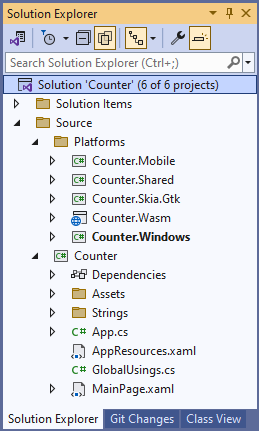 Solution Explorer
Search Solution Explorer (Ctrl+;)
Solution 'Counter' (6 of 6 projects)
Solution Items
Source
Platforms
Counter.Mobile
Counter.Shared
Counter.Skia.Gtk
Counter.Wasm
Counter.Windows
Counter
Dependencies
Assets
Strings
App.cs
AppResources.xaml
GlobalUsings.cs
MainPage.xaml
Solution Explorer Git Changes Class View